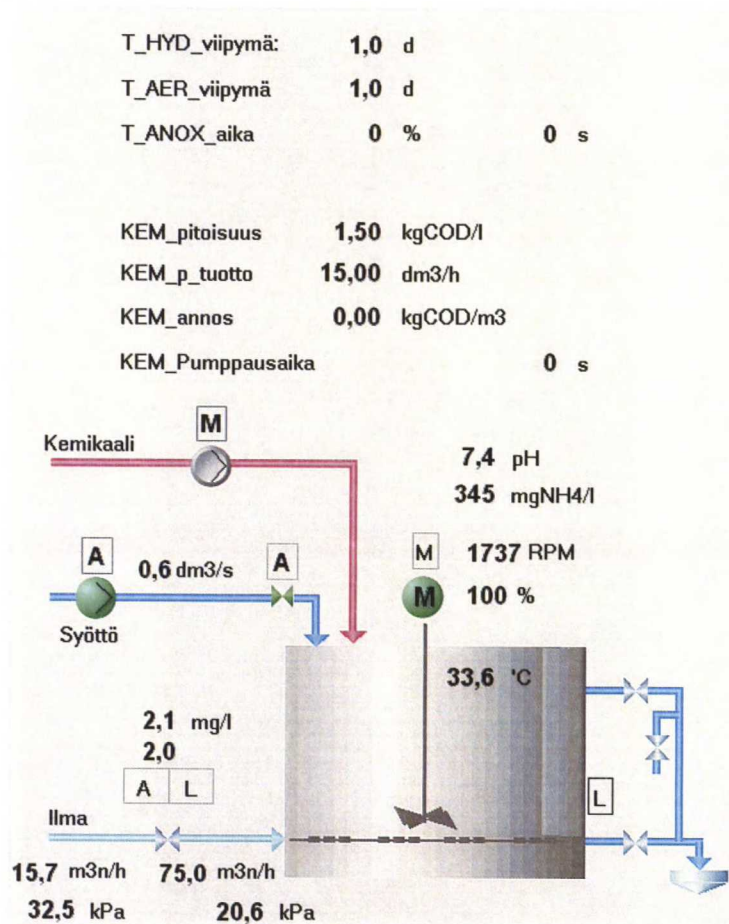 T_HYD_viipymä: 1,0 d
T_AER_viipymä 1,0 d
T_ANOX_aika 0 % 0 s
KEM_pitoisuus 1,50 kgCOD/l
KEM_p_tuotto 15,00 dm3/h
KEM_annos 0,00 kgCOD/m3
KEM_Pumppausaika 0 s
M
Kemikaali
7,4 pH
345 mgNH4/l
A 0,6 dm3/s A
M 1737 RPM
M 100 %
Syöttö
33,6 'C
2,1 mg/l
2,0
A L
L
Ilma
15,7 m3n/h 75,0 m3n/h
32,5 kPa 20,6 kPa